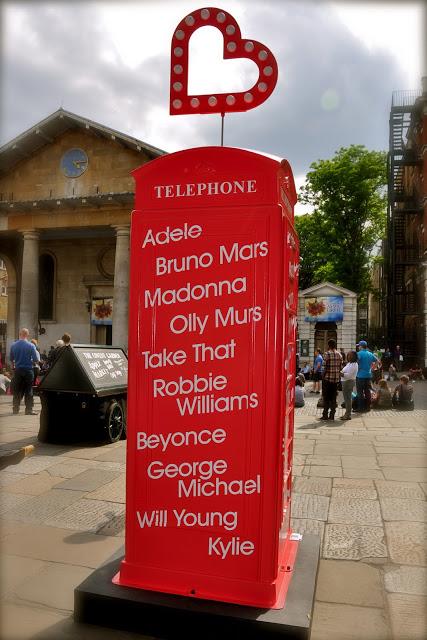 TELEPHONE
Adele
Bruno Mars
Madonna
Olly Murs
Take That
Robbie
Williams
Beyonce
George
Michael
Will Young
Kylie